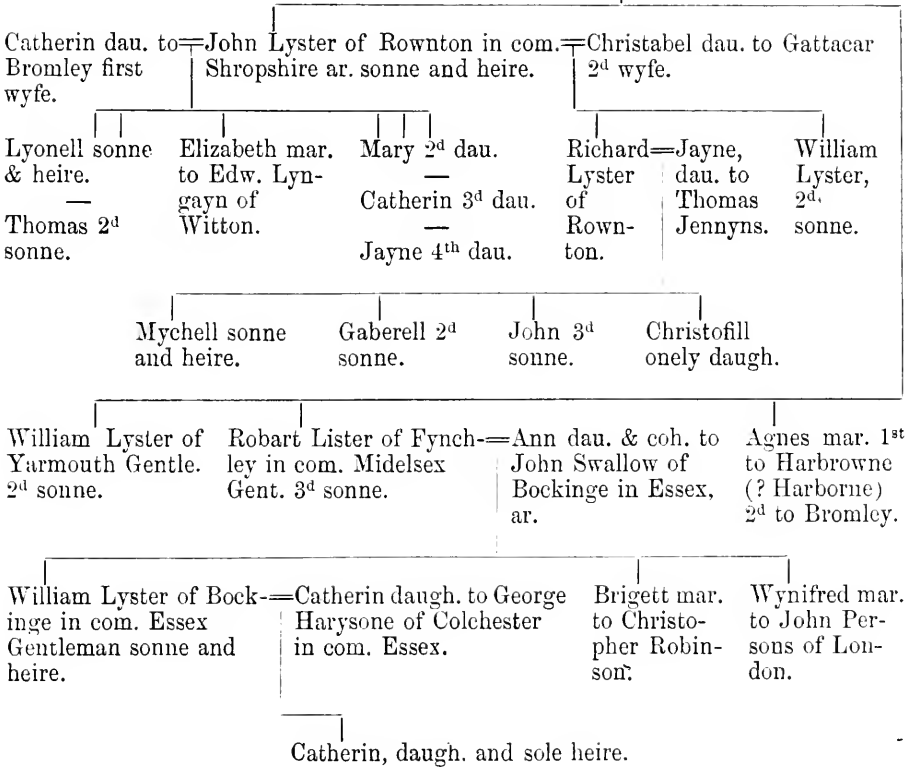 Catherin dau. to=John Lyster of Rownton in com.=Christabel dau. to Gattacar
Bromley first Shropshire ar. sonne and heire. 2d wyfe.
wyfe.
Lyonell sonne
& heire.
—
Thomas 2d
sonne.
Elizabeth mar.
to Edw. Lyn-
gayn of
Witton.
Mary 2d dau.
—
Catherin 3d dau.
—
Jayne 4th dau.
Richard=Jayne,
Lyster dau. to
of Thomas
Rown- Jennyns.
ton.
William
Lyster,
2d.
sonne.
Mychell sonne
and heire.
Gaberell 2d
sonne.
John 3d
sonne.
Christofill
onely daugh.
William Lyster of
Yarmouth Gentle.
2d sonne.
Robart Lister of Fynch-=Ann dau. & coh. to
ley in com. Midelsex John Swallow of
Gent. 3d sonne. Bockinge in Essex,
ar.
Agnes mar. 1st
to Harbrowne
(? Harborne)
2d to Bromley.
William Lyster of Bock-=Catherin daugh. to George
inge in com. Essex Harysone of Colchester
Gentleman sonne and in com. Essex.
heire.
Brigett mar.
to Christo-
pher Robin-
son.
Wynifred mar.
to John Per-
sons of Lon-
don.
Catherin, daugh. and sole heire.